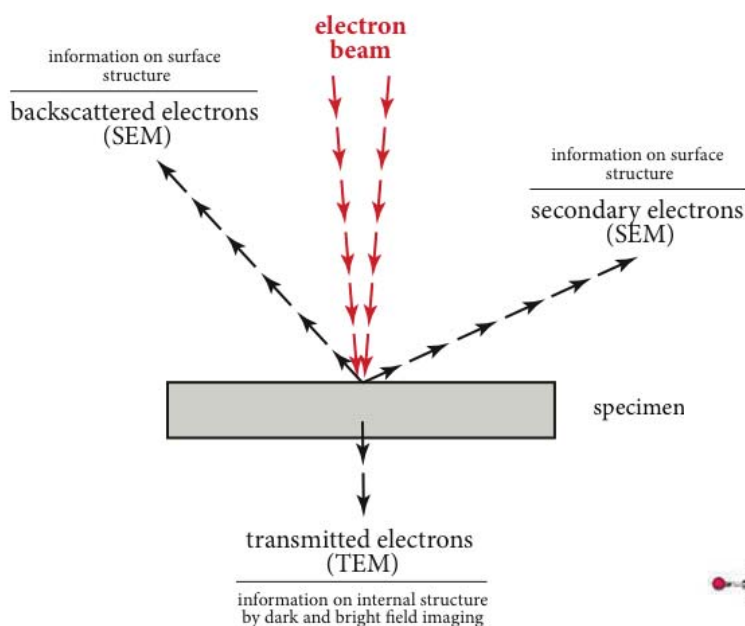 electron
beam
information on surface
structure
backscattered electrons
(SEM)
information on surface
structure
secondary electrons
(SEM)
specimen
transmitted electrons
(TEM)
information on internal structure
by dark and bright field imaging